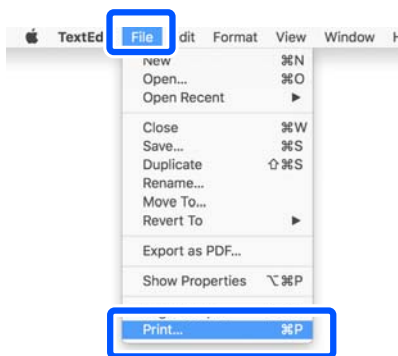 TextEd File dit Format View Window H
New ⌘N
Open... ⌘O
Open Recent ▶
Close ⌘W
Save... ⌘S
Duplicate ⇧⌘S
Rename...
Move To...
Revert To ▶
Export as PDF...
Show Properties ⌥⌘P
Print... ⌘P